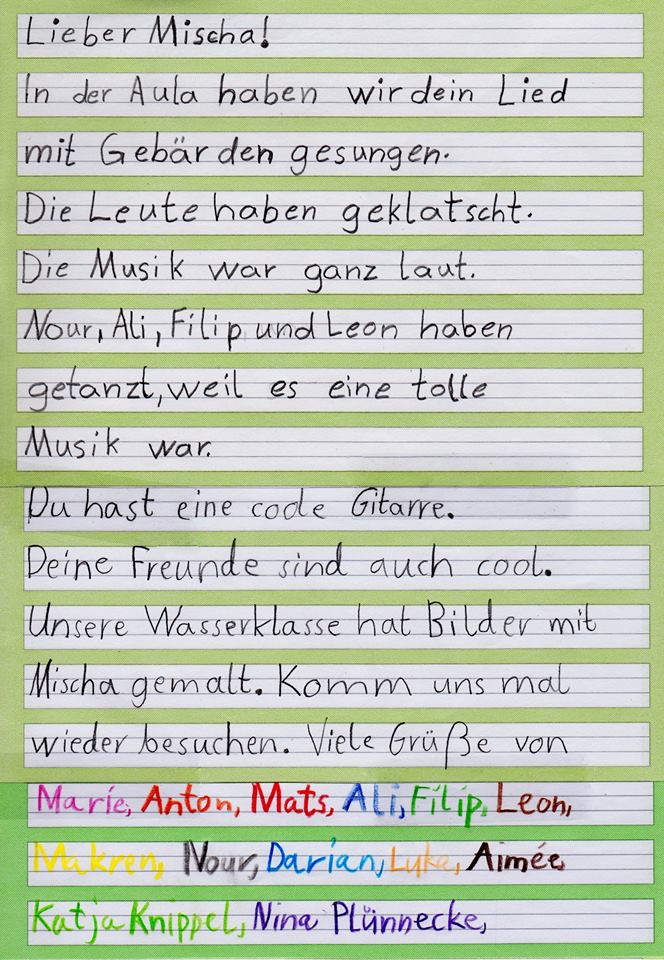 Lieber Mischa!
In der Aula haben wir dein Lied
mit Gebärden gesungen.
Die Leute haben geklatscht.
Die Musik war ganz laut.
Nour, Ali, Filip und Leon haben
getanzt, weil es eine tolle
Musik war.
Du hast eine coole Gitarre.
Deine Freunde sind auch cool.
Unsere Wasserklasse hat Bilder mit
Mischa gemalt. Komm uns mal
wieder besuchen. Viele Grüße von
Marie, Anton, Mats, Ali, Filip, Leon,
Makren, Nour, Darian, Luke, Aimée
Katja Knippel, Nina Plünnecke,